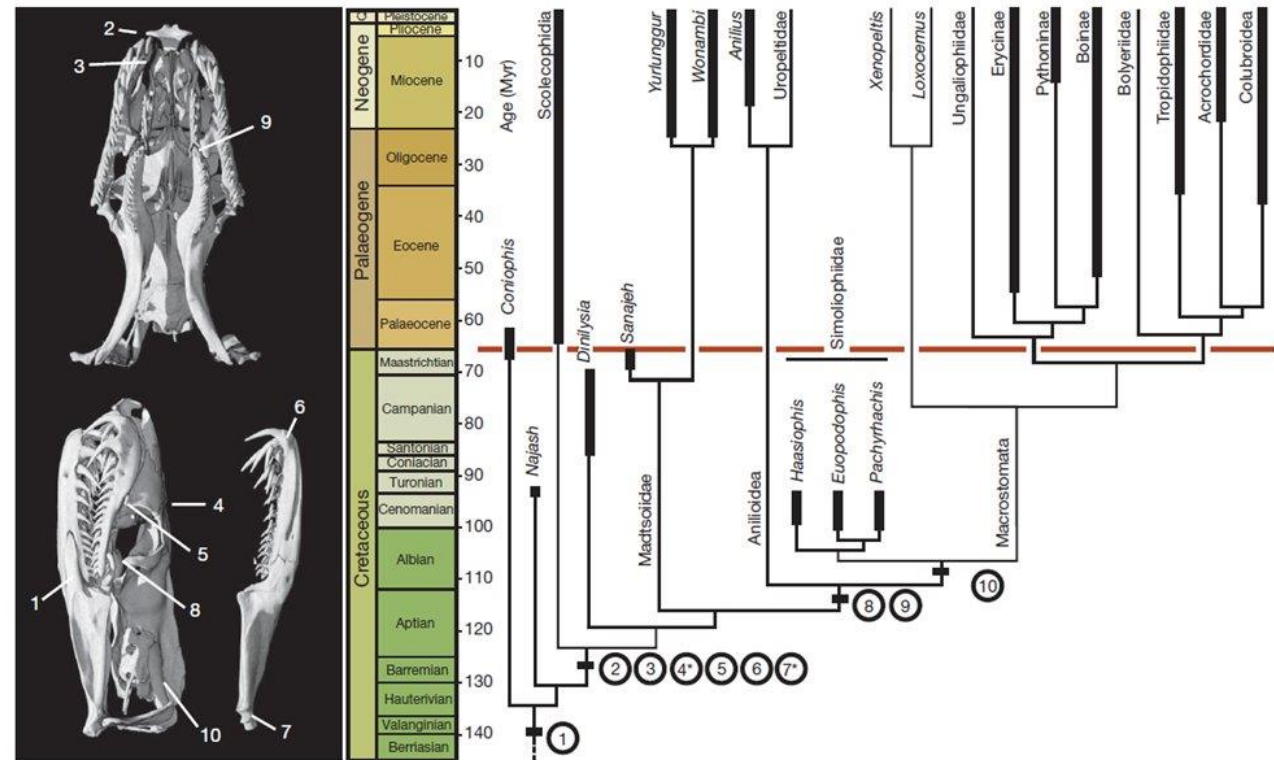 2
3
9
6
4
5
1
8
10
7
Q
Pleistocene
Neogene
Pliocene
Miocene
Palaeogene
Oligocene
Eocene
Palaeocene
Cretaceous
Maastrichtian
Campanian
Santonian
Coniacian
Turonian
Cenomanian
Albian
Aptian
Barremian
Hauterivian
Valanginian
Berriasian
Age (Myr)
10
20
30
40
50
60
70
80
90
100
110
120
130
140
Coniophis
Najash
Scolecophidia
Dinilysia
Sanajeh
Madtsoiidae
Yurlunggur
Wonambi
Anilius
Uropeltidae
Anilioidea
Simoliophiidae
Haasiophis
Euopodophis
Pachyrhachis
Xenopeltis
Loxocemus
Macrostomata
Ungaliophiidae
Erycinae
Pythoninae
Boinae
Bolyeriidae
Tropidophiidae
Acrochordidae
Colubroidea
10
8 9
2 3 4* 5 6 7*
1